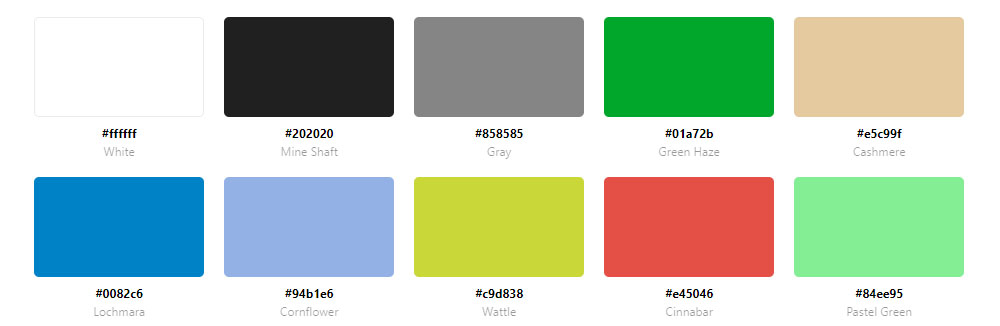 #ffffff #202020 #858585 #01a72b #e5c99f
White Mine Shaft Gray Green Haze Cashmere
#0082c6 #94b1e6 #c9d838 #e45046 #84ee95
Lochmara Cornflower Wattle Cinnabar Pastel Green